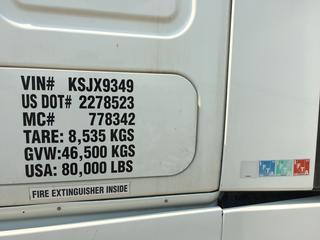 VIN# KSJX9349
US DOT# 2278523
MC# 778342
TARE: 8,535 KGS
GVW:46,500 KGS
USA: 80,000 LBS
FIRE EXTINGUISHER INSIDE